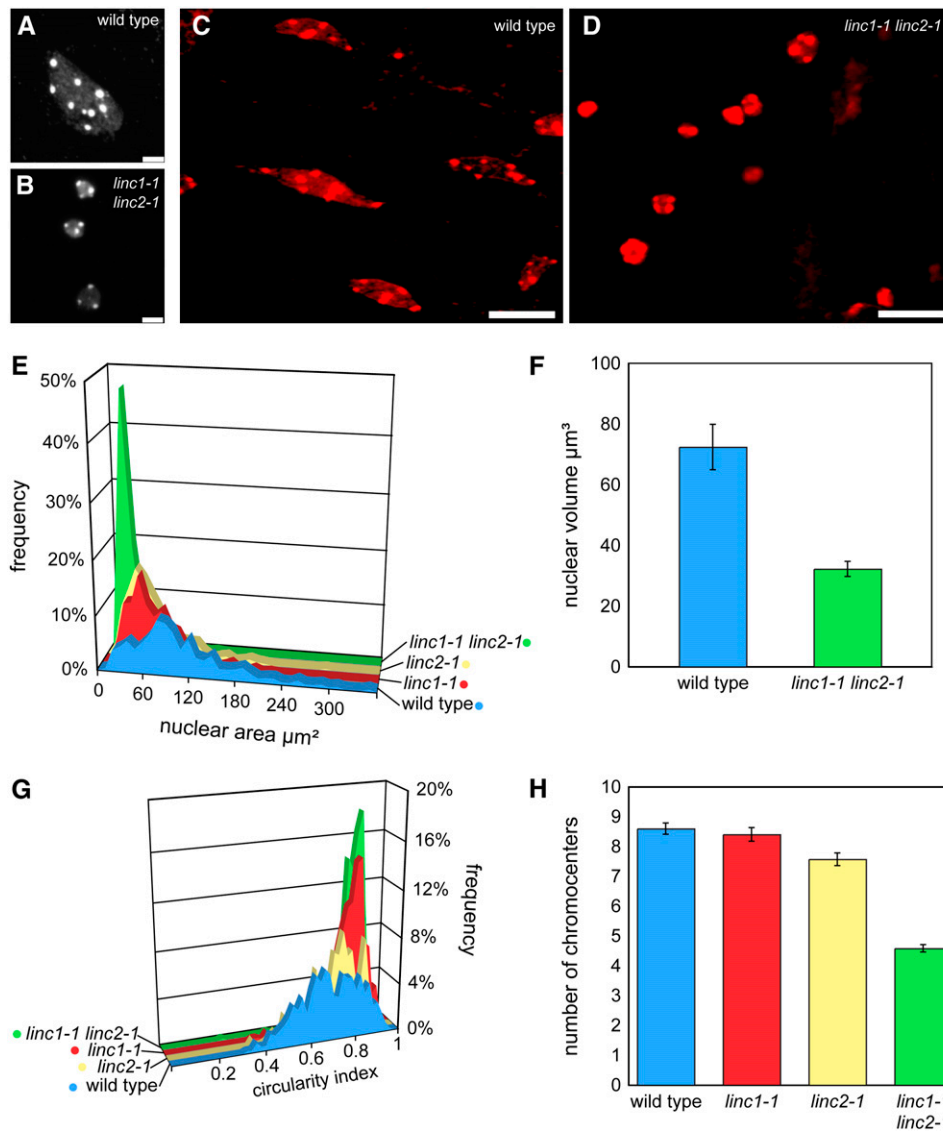 A
wild type
B
linc1-1
linc2-1
C
wild type
D
linc1-1 linc2-1
E
frequency
50%
40%
30%
20%
10%
0%
0 60 120 180 240 300
nuclear area µm²
linc1-1 linc2-1
linc2-1
linc1-1
wild type
F
nuclear volume µm³
100
80
60
40
20
0
wild type linc1-1 linc2-1
G
20%
16%
12%
8%
4%
0%
frequency
linc1-1 linc2-1
linc1-1
linc2-1
wild type
0.2 0.4 0.6 0.8 1
circularity index
H
number of chromocenters
10
9
8
7
6
5
4
3
2
1
0
wild type linc1-1 linc2-1 linc1-
linc2-